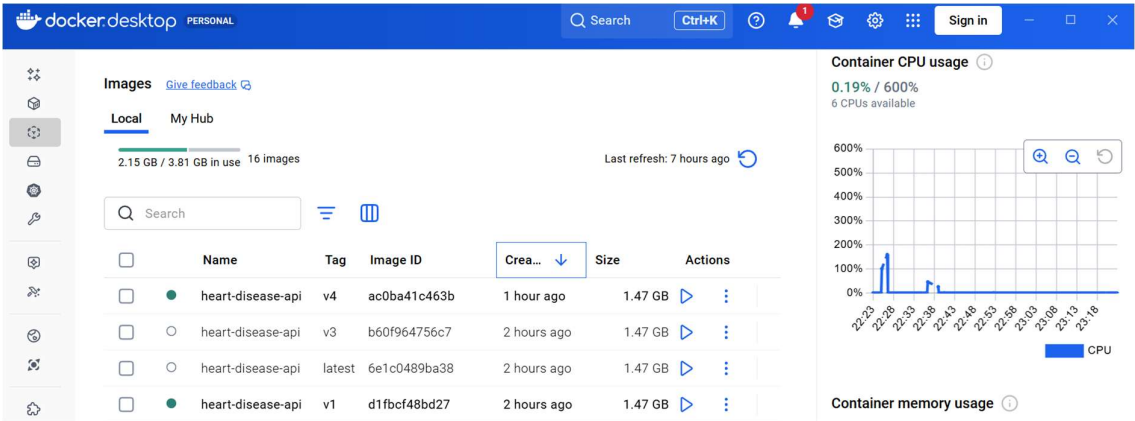 docker.desktop PERSONAL
Search Ctrl+K
1
Sign in
Images Give feedback
Local My Hub
2.15 GB / 3.81 GB in use 16 images
Last refresh: 7 hours ago
Search
Name Tag Image ID Crea... Size Actions
heart-disease-api v4 ac0ba41c463b 1 hour ago 1.47 GB
heart-disease-api v3 b60f964756c7 2 hours ago 1.47 GB
heart-disease-api latest 6e1c0489ba38 2 hours ago 1.47 GB
heart-disease-api v1 d1fbcf48bd27 2 hours ago 1.47 GB
Container CPU usage
0.19% / 600%
6 CPUs available
600%
500%
400%
300%
200%
100%
0%
22:23 22:28 22:33 22:38 22:43 22:48 22:53 22:58 23:03 23:08 23:13 23:18
CPU
Container memory usage